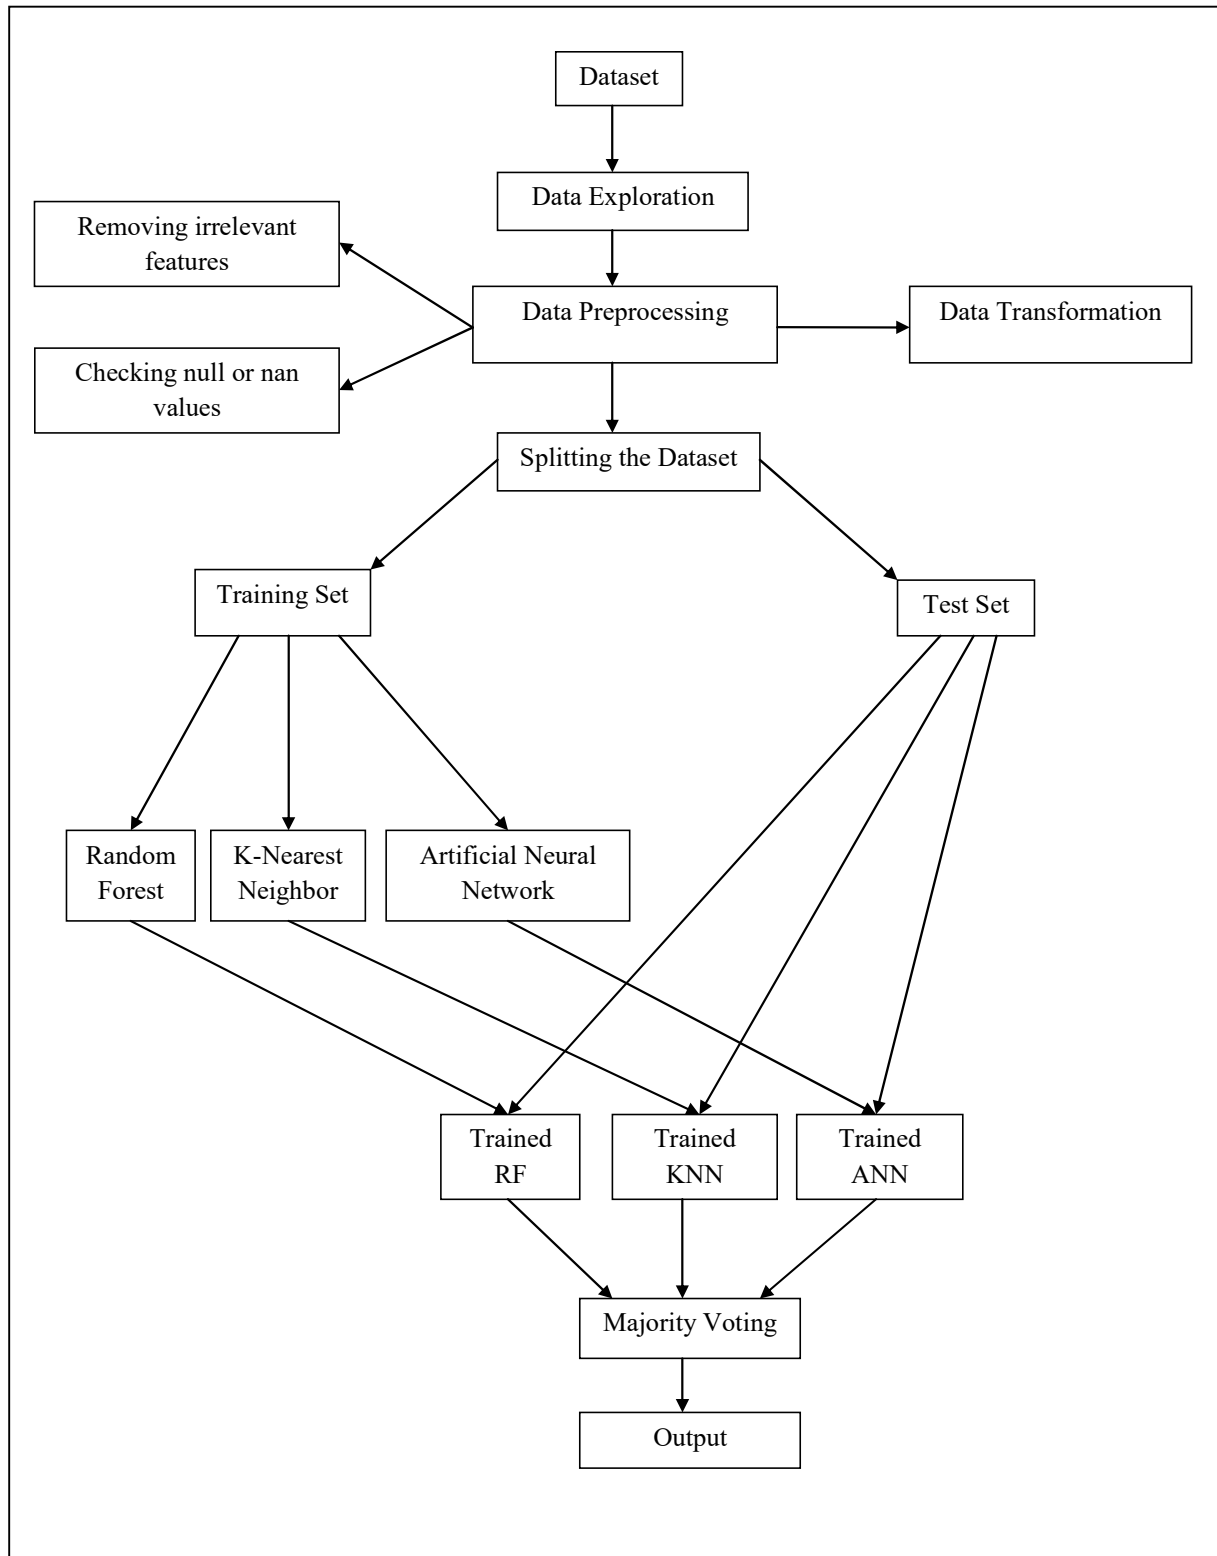 Dataset
Data Exploration
Removing irrelevant
features
Data Preprocessing
Data Transformation
Checking null or nan
values
Splitting the Dataset
Training Set
Test Set
Random
Forest
K-Nearest
Neighbor
Artificial Neural
Network
Trained
RF
Trained
KNN
Trained
ANN
Majority Voting
Output